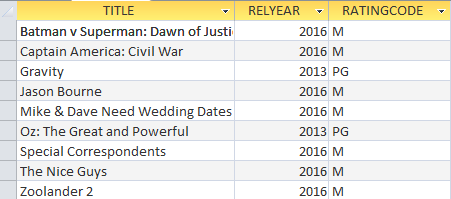 TITLE RELYEAR RATINGCODE
Batman v Superman: Dawn of Justi 2016 M
Captain America: Civil War 2016 M
Gravity 2013 PG
Jason Bourne 2016 M
Mike & Dave Need Wedding Dates 2016 M
Oz: The Great and Powerful 2013 PG
Special Correspondents 2016 M
The Nice Guys 2016 M
Zoolander 2 2016 M